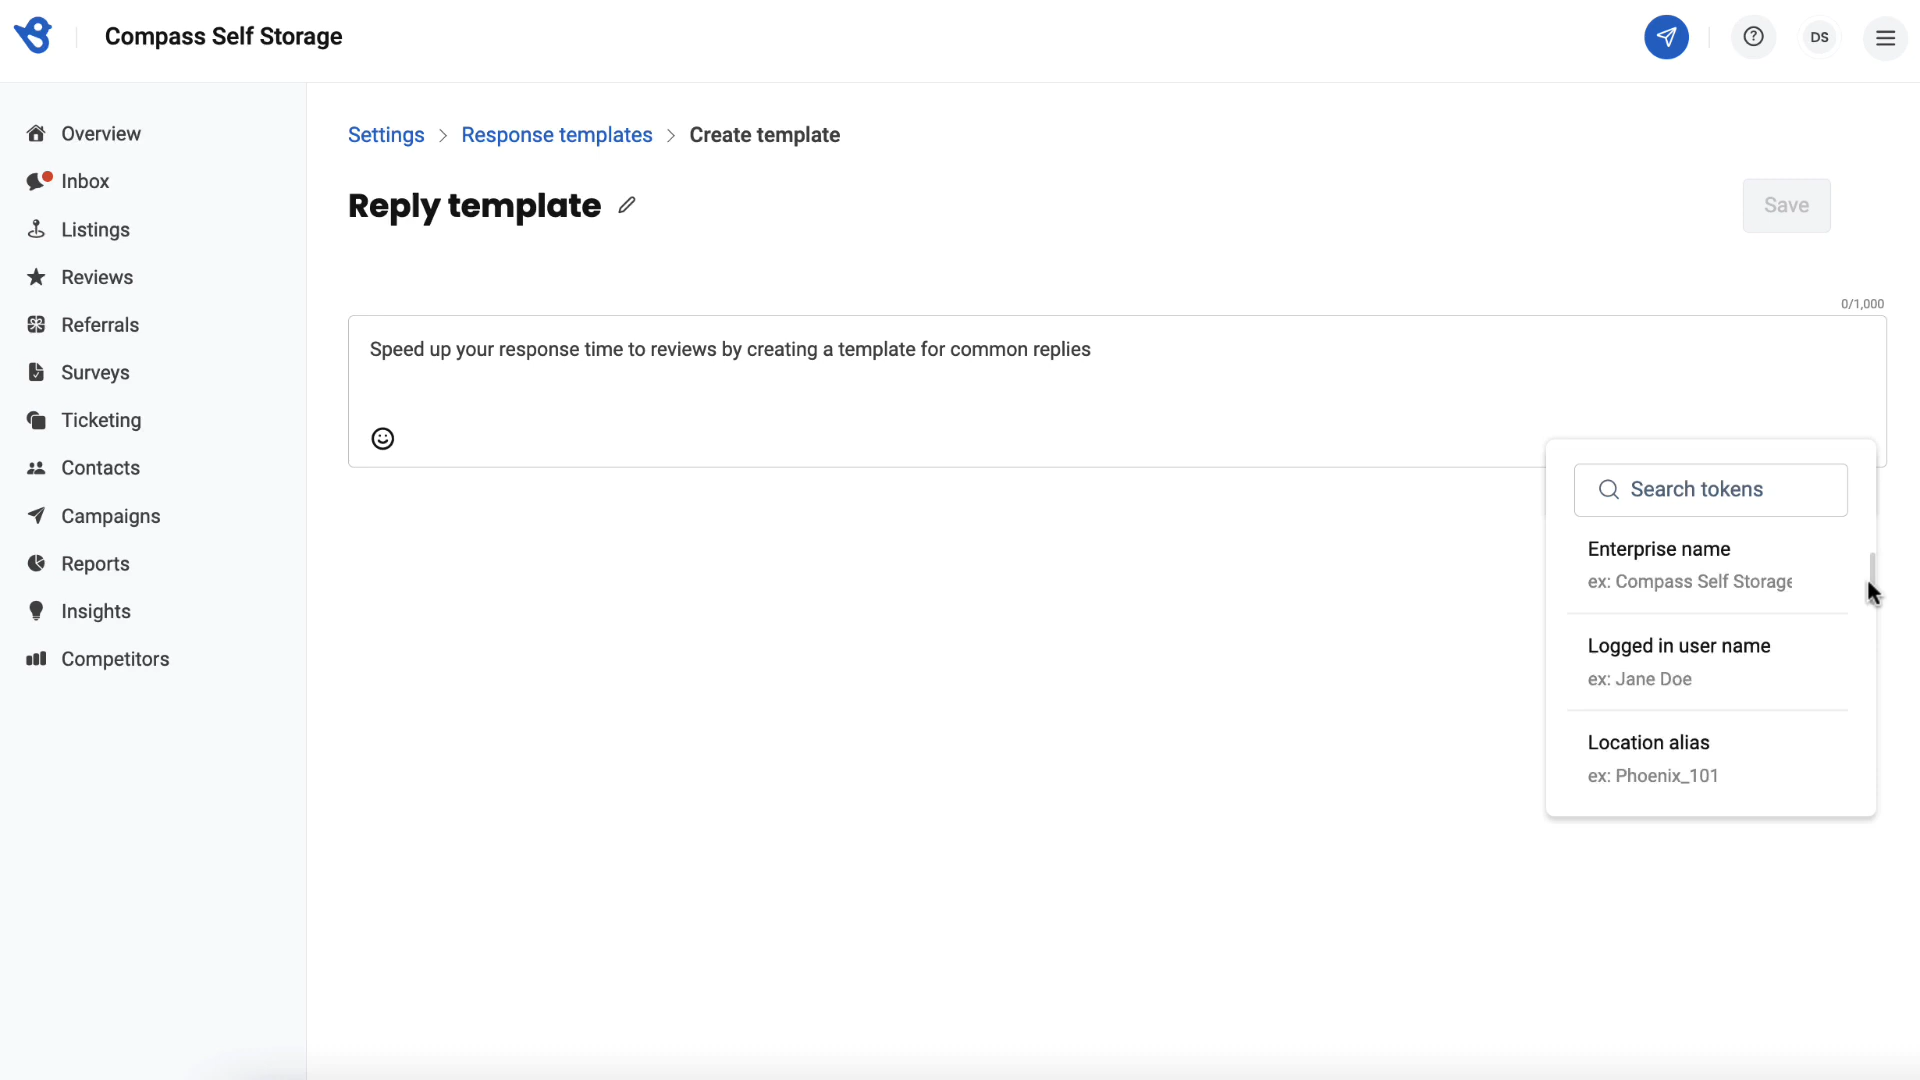 Compass Self Storage
DS
Overview
Inbox
Listings
Reviews
Referrals
Surveys
Ticketing
Contacts
Campaigns
Reports
Insights
Competitors
Settings > Response templates > Create template
Reply template
Save
0/1,000
Speed up your response time to reviews by creating a template for common replies
Search tokens
Enterprise name
ex: Compass Self Storage
Logged in user name
ex: Jane Doe
Location alias
ex: Phoenix_101